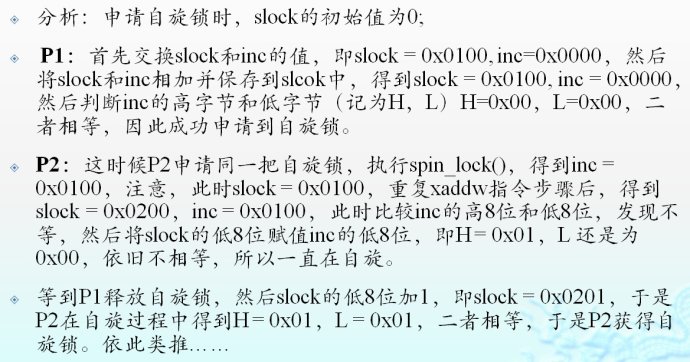 分析：申请自旋锁时，slock的初始值为0;
P1：首先交换slock和inc的值，即slock = 0x0100, inc=0x0000，然后
将slock和inc相加并保存到slcok中，得到slock = 0x0100, inc = 0x0000，
然后判断inc的高字节和低字节（记为H，L）H=0x00，L=0x00，二
者相等，因此成功申请到自旋锁。
P2：这时候P2申请同一把自旋锁，执行spin_lock()，得到inc =
0x0100，注意，此时slock = 0x0100，重复xaddw指令步骤后，得到
slock = 0x0200，inc = 0x0100，此时比较inc的高8位和低8位，发现不
等，然后将slock的低8位赋值inc的低8位，即H = 0x01，L 还是为
0x00，依旧不相等，所以一直在自旋。
等到P1释放自旋锁，然后slock的低8位加1，即slock = 0x0201，于是
P2在自旋过程中得到H = 0x01，L = 0x01，二者相等，于是P2获得自
旋锁。依此类推……